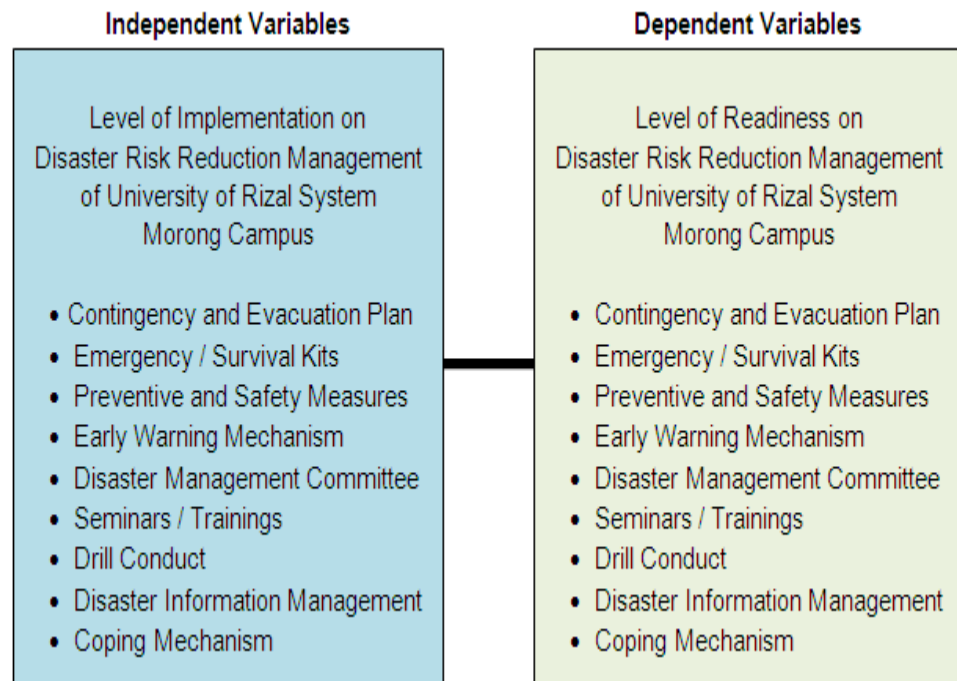 Independent Variables
Level of Implementation on
Disaster Risk Reduction Management
of University of Rizal System
Morong Campus
• Contingency and Evacuation Plan
• Emergency / Survival Kits
• Preventive and Safety Measures
• Early Warning Mechanism
• Disaster Management Committee
• Seminars / Trainings
• Drill Conduct
• Disaster Information Management
• Coping Mechanism
Dependent Variables
Level of Readiness on
Disaster Risk Reduction Management
of University of Rizal System
Morong Campus
• Contingency and Evacuation Plan
• Emergency / Survival Kits
• Preventive and Safety Measures
• Early Warning Mechanism
• Disaster Management Committee
• Seminars / Trainings
• Drill Conduct
• Disaster Information Management
• Coping Mechanism